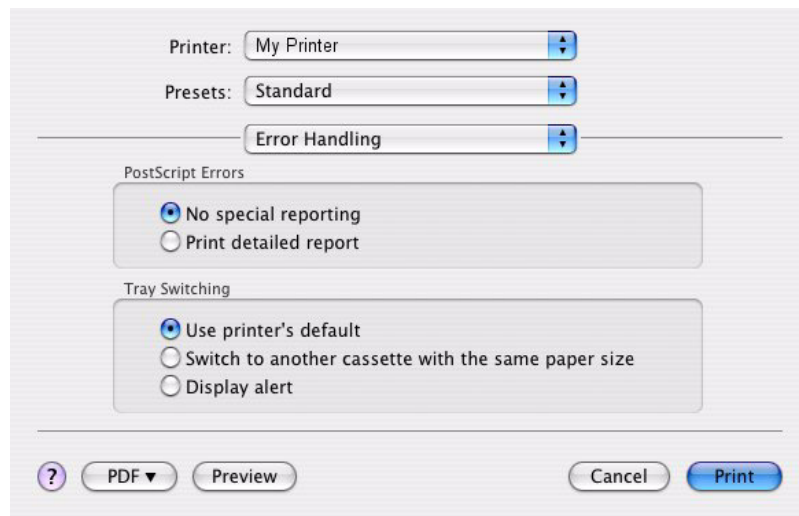 Printer: My Printer
Presets: Standard
Error Handling
PostScript Errors
No special reporting
Print detailed report
Tray Switching
Use printer's default
Switch to another cassette with the same paper size
Display alert
? PDF ▼ Preview Cancel Print